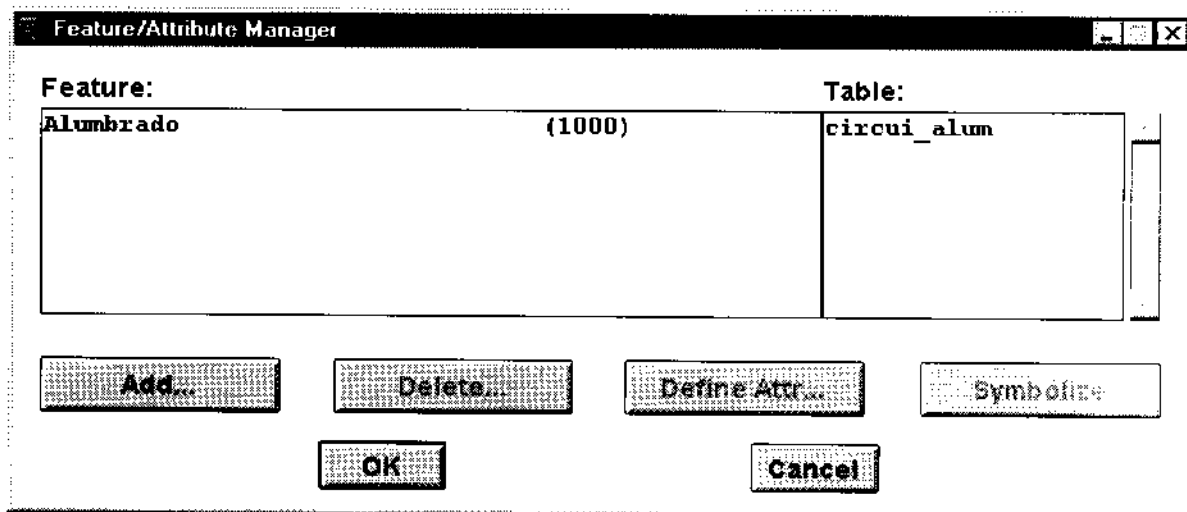 Feature/Attribute Manager
Feature: Table:
Alumbrado (1000) circui_alum
Add... Delete... Define Attr... Symbolize
OK Cancel